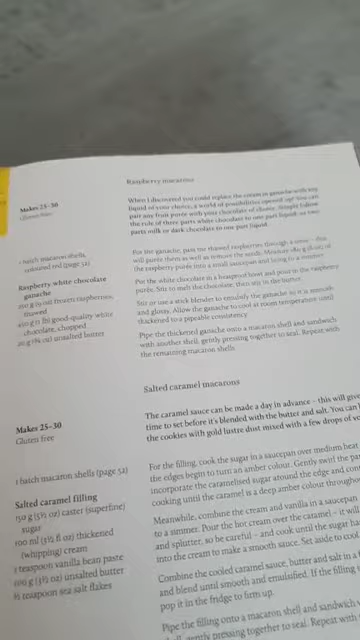 Raspberry macarons
When I discovered you could replace the cream in ganache with any
liquid of your choice, a world of possibilities opened up! You can
pair any fruit purée with your chocolate of choice. Simply follow
the rule of three parts white chocolate to one part liquid, or two
parts milk or dark chocolate to one part liquid.
Makes 25–30
Gluten free
1 batch macaron shells,
coloured red (page 52)
Raspberry white chocolate
ganache
frozen raspberries,
thawed
450 g (1 lb) good-quality white
chocolate, chopped
20 g (¾ oz) unsalted butter
For the ganache, pass the thawed raspberries through a sieve – this
will purée them as well as remove the seeds. Measure
the raspberry purée into a small saucepan and bring to a simmer.
Put the white chocolate in a heatproof bowl and pour in the raspberry
purée. Stir to melt the chocolate, then stir in the butter.
Stir or use a stick blender to emulsify the ganache so it is smooth
and glossy. Allow the ganache to cool at room temperature until
thickened to a pipeable consistency.
Pipe the thickened ganache onto a macaron shell and sandwich
with another shell, gently pressing together to seal. Repeat with
the remaining macaron shells.
Salted caramel macarons
The caramel sauce can be made a day in advance – this will give
time to set before it's blended with the butter and salt. You can
the cookies with gold lustre dust mixed with a few drops of
Makes 25–30
Gluten free
1 batch macaron shells (page 52)
Salted caramel filling
150 g (5½ oz) caster (superfine)
sugar
100 ml (3½ fl oz) thickened
(whipping) cream
1 teaspoon vanilla bean paste
100 g (3½ oz) unsalted butter
½ teaspoon sea salt flakes
For the filling, cook the sugar in a saucepan over medium heat
the edges begin to turn an amber colour. Gently swirl the
incorporate the caramelised sugar around the edge and
cooking until the caramel is a deep amber colour throughout
Meanwhile, combine the cream and vanilla in a saucepan
to a simmer. Pour the hot cream over the caramel – it will
and splutter, so be careful – and cook until the sugar
into the cream to make a smooth sauce. Set aside to cool
Combine the cooled caramel sauce, butter and salt in a
and blend until smooth and emulsified. If the filling
pop it in the fridge to firm up.
Pipe the filling onto a macaron shell and sandwich
shell, gently pressing together to seal. Repeat with